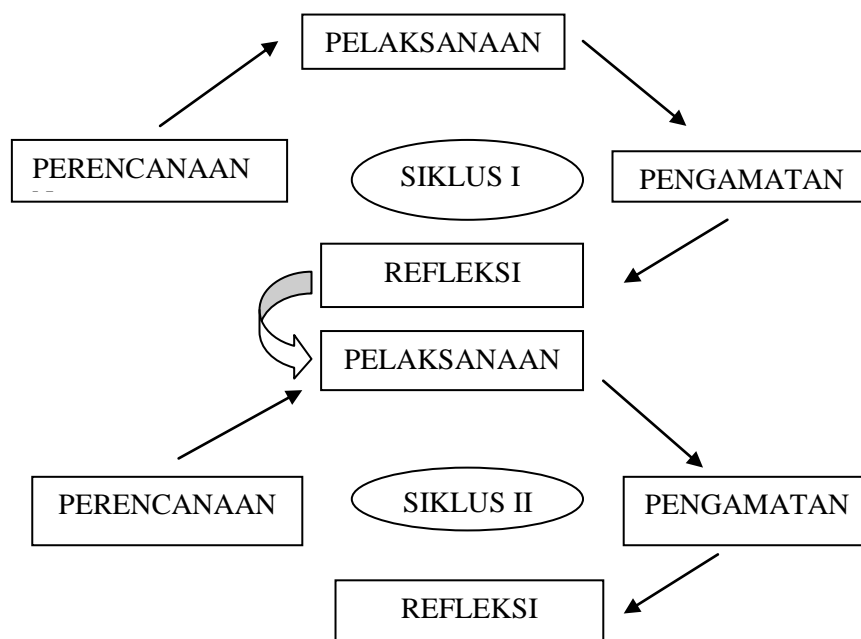 PELAKSANAAN
PERENCANAAN
SIKLUS I
PENGAMATAN
REFLEKSI
PELAKSANAAN
PERENCANAAN
SIKLUS II
PENGAMATAN
REFLEKSI